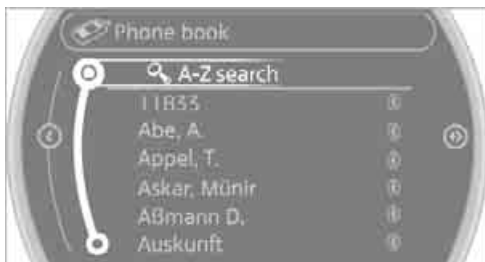 Phone book
A-Z search
11833
Abe, A.
Appel, T.
Askar, Münir
Aßmann D.
Auskunft